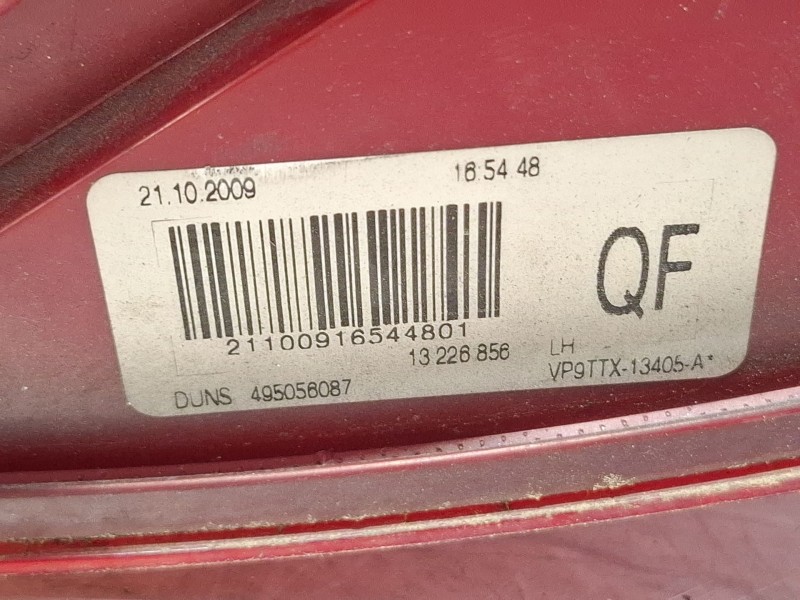 21.10.2009 16:54:48
QF
21100916544801
13 226 856
LH
DUNS 495056087
VP9TTX-13405-A*